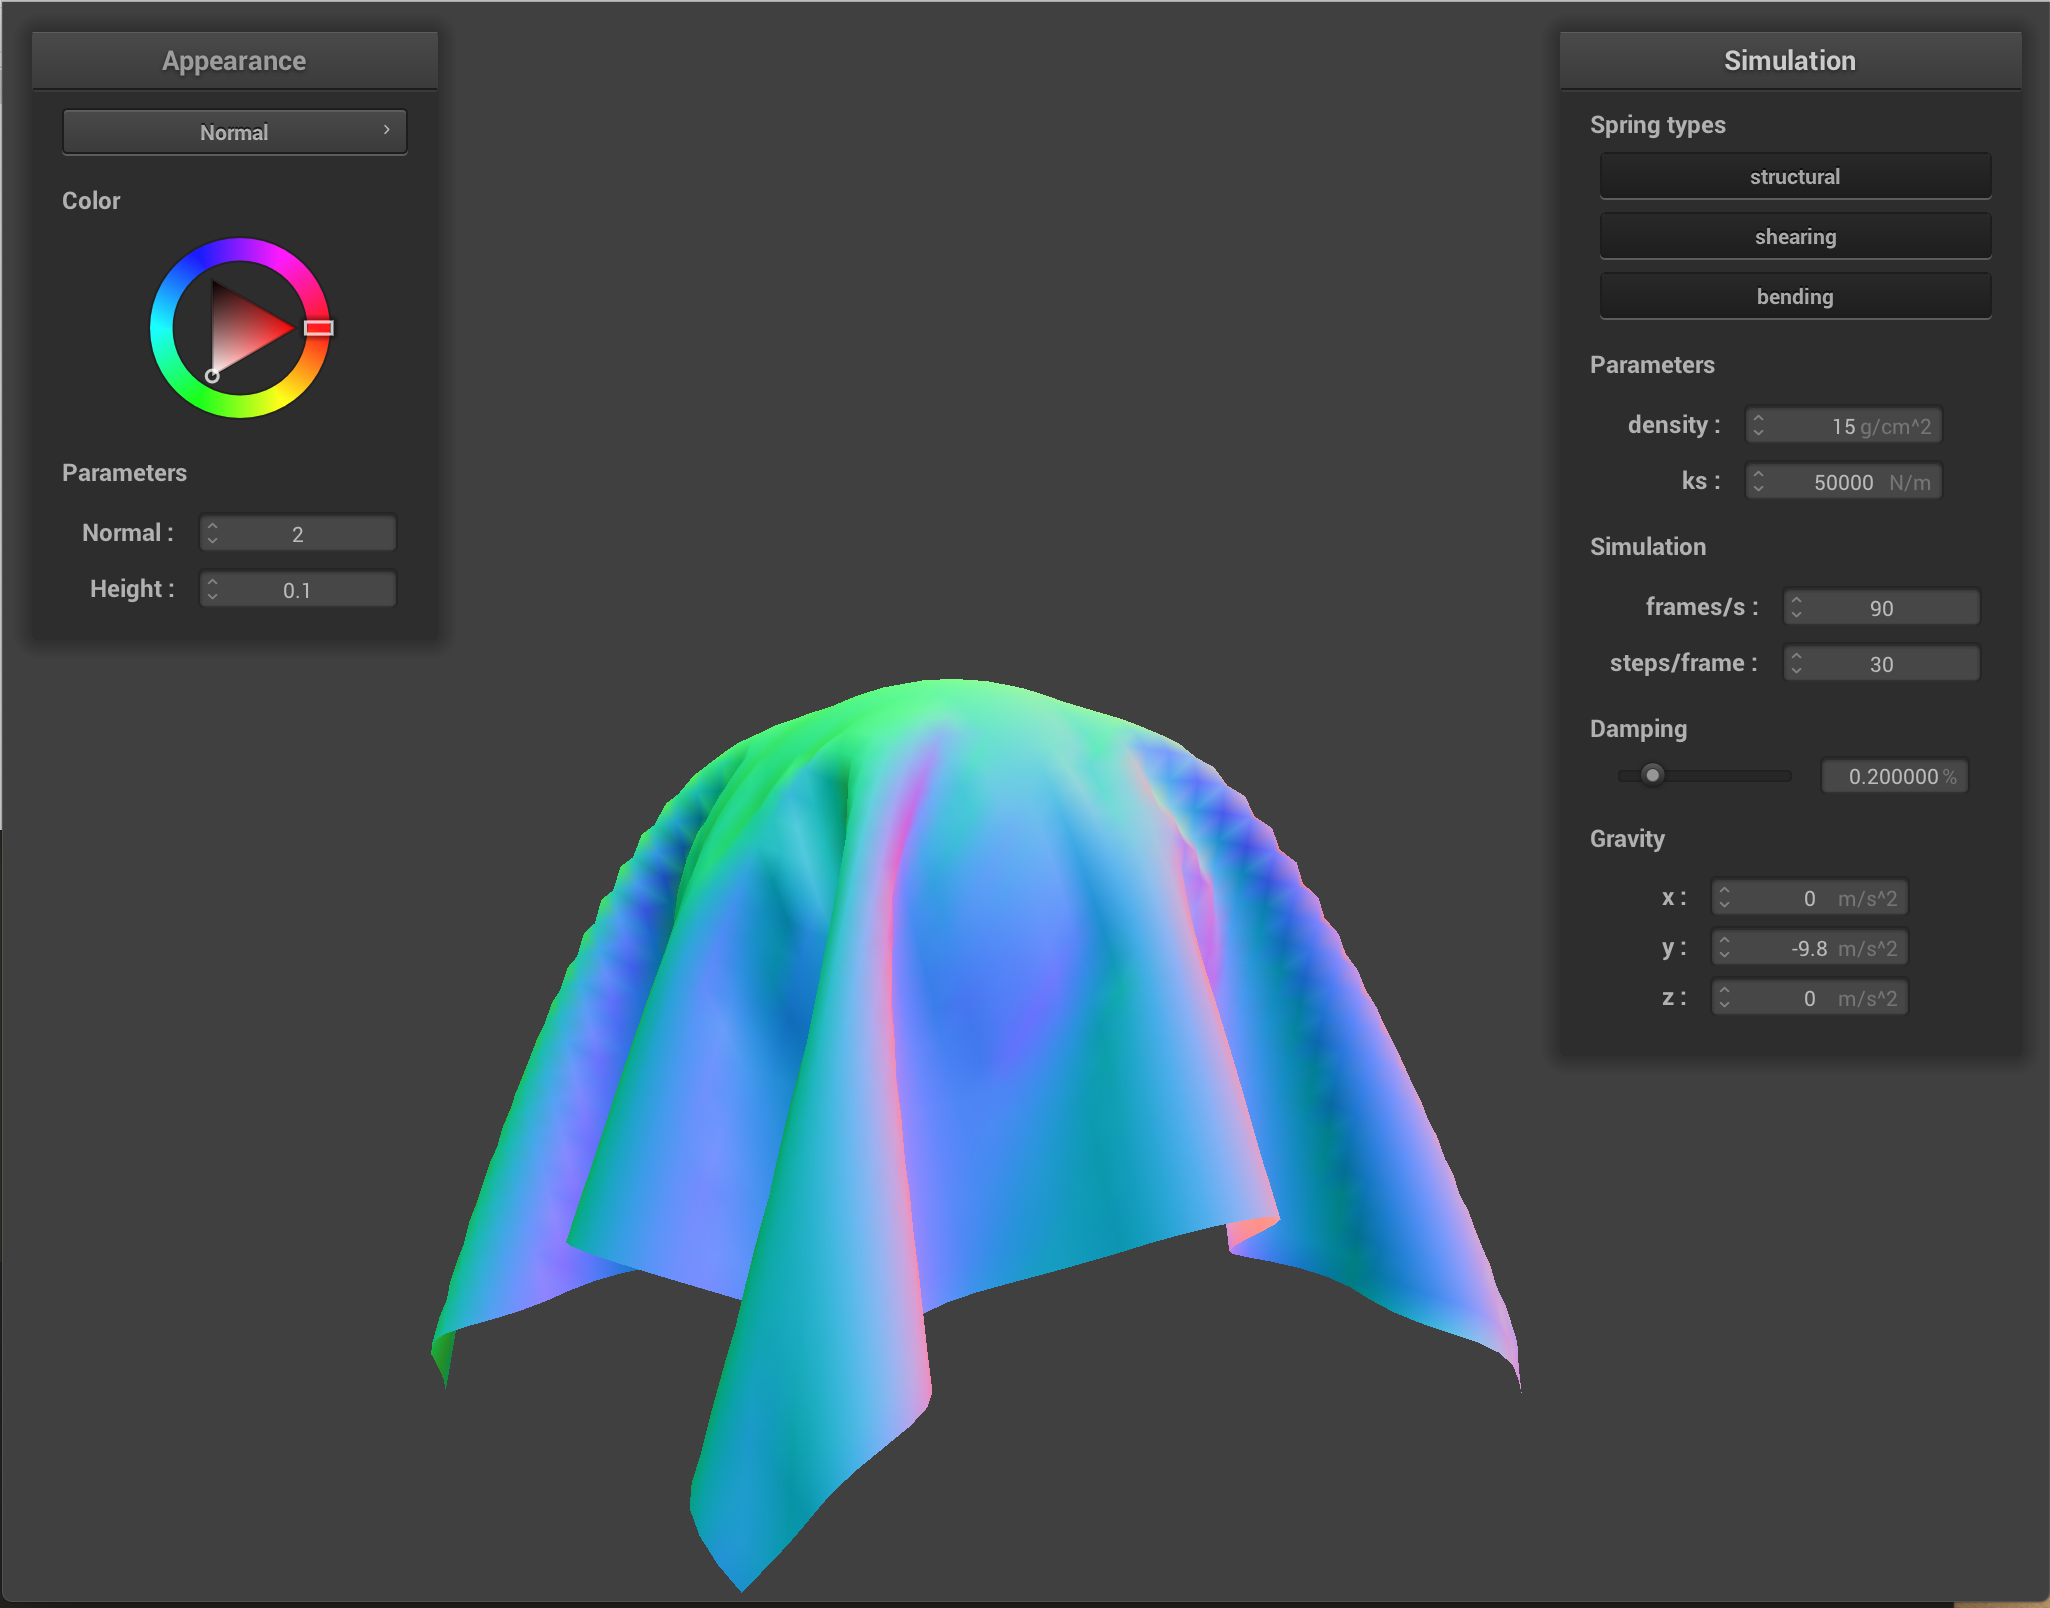 Appearance
Normal
Color
Parameters
Normal : 2
Height : 0.1
Simulation
Spring types
structural
shearing
bending
Parameters
density : 15 g/cm^2
ks : 50000 N/m
Simulation
frames/s : 90
steps/frame : 30
Damping
0.200000 %
Gravity
x : 0 m/s^2
y : -9.8 m/s^2
z : 0 m/s^2